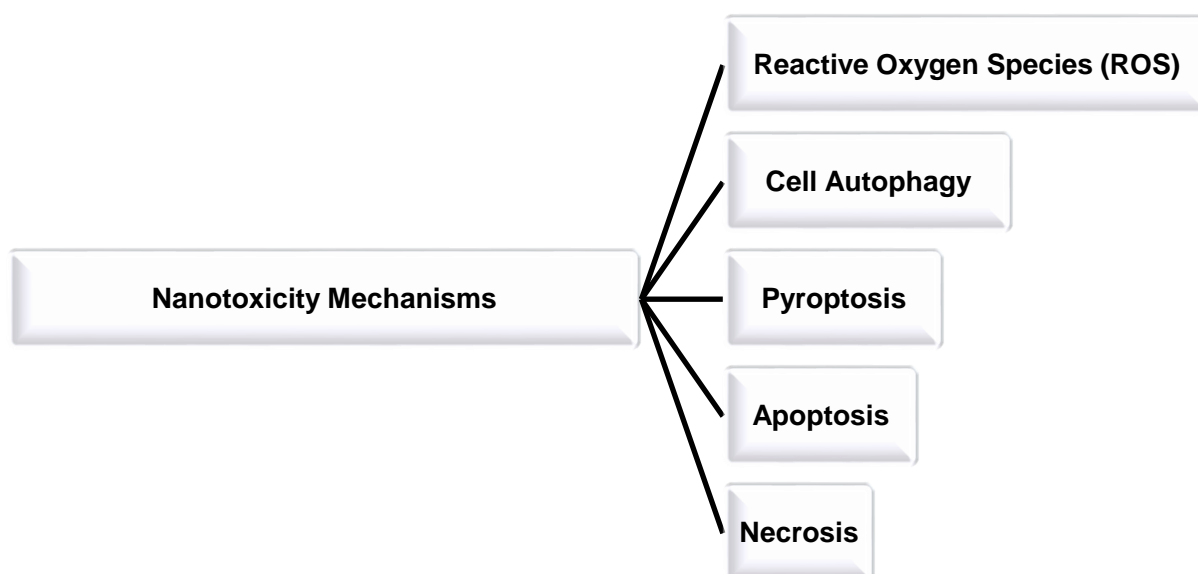 Reactive Oxygen Species (ROS)
Cell Autophagy
Nanotoxicity Mechanisms
Pyroptosis
Apoptosis
Necrosis